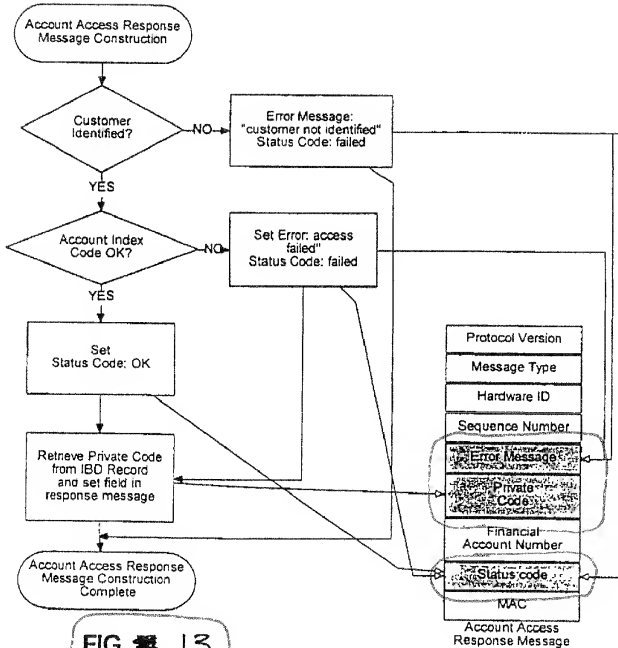 Account Access Response
Message Construction
Customer
Identified?
NO
Error Message:
"customer not identified"
Status Code: failed
YES
Account Index
Code OK?
NO
Set Error: access
failed"
Status Code: failed
YES
Set
Status Code: OK
Retrieve Private Code
from IBD Record
and set field in
response message
Account Access Response
Message Construction
Complete
Protocol Version
Message Type
Hardware ID
Sequence Number
Error Message
Private
Code
Financial
Account Number
Status code
MAC
Account Access
Response Message
FIG. 13